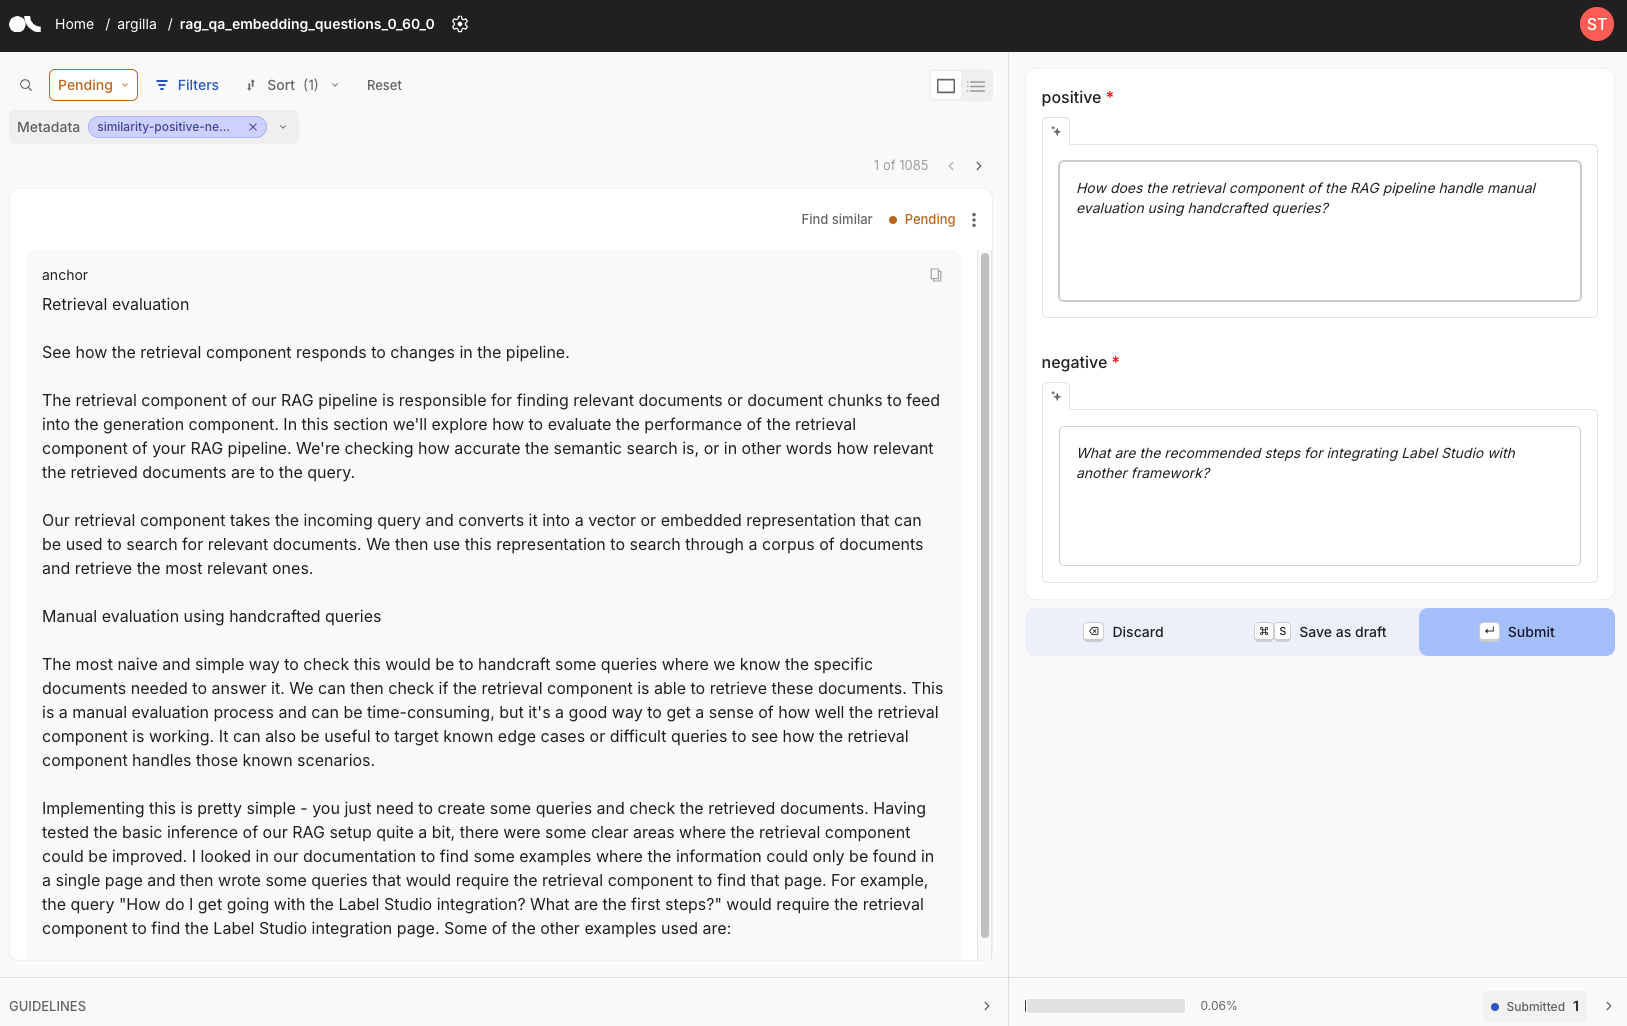 Home / argilla / rag_qa_embedding_questions_0_60_0
ST
Pending
Filters
Sort (1)
Reset
Metadata similarity-positive-ne...
1 of 1085
Find similar
Pending
anchor
Retrieval evaluation
See how the retrieval component responds to changes in the pipeline.
The retrieval component of our RAG pipeline is responsible for finding relevant documents or document chunks to feed
into the generation component. In this section we'll explore how to evaluate the performance of the retrieval
component of your RAG pipeline. We're checking how accurate the semantic search is, or in other words how relevant
the retrieved documents are to the query.
Our retrieval component takes the incoming query and converts it into a vector or embedded representation that can
be used to search for relevant documents. We then use this representation to search through a corpus of documents
and retrieve the most relevant ones.
Manual evaluation using handcrafted queries
The most naive and simple way to check this would be to handcraft some queries where we know the specific
documents needed to answer it. We can then check if the retrieval component is able to retrieve these documents. This
is a manual evaluation process and can be time-consuming, but it's a good way to get a sense of how well the retrieval
component is working. It can also be useful to target known edge cases or difficult queries to see how the retrieval
component handles those known scenarios.
Implementing this is pretty simple - you just need to create some queries and check the retrieved documents. Having
tested the basic inference of our RAG setup quite a bit, there were some clear areas where the retrieval component
could be improved. I looked in our documentation to find some examples where the information could only be found in
a single page and then wrote some queries that would require the retrieval component to find that page. For example,
the query "How do I get going with the Label Studio integration? What are the first steps?" would require the retrieval
component to find the Label Studio integration page. Some of the other examples used are:
GUIDELINES
positive *
How does the retrieval component of the RAG pipeline handle manual
evaluation using handcrafted queries?
negative *
What are the recommended steps for integrating Label Studio with
another framework?
Discard
⌘ S Save as draft
Submit
0.06%
Submitted 1